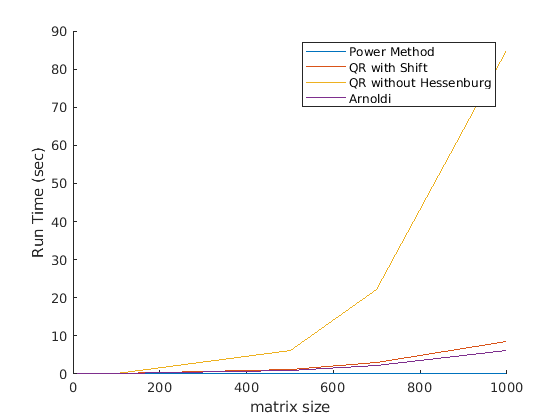 90
80
70
60
50
40
30
20
10
0
Run Time (sec)
Power Method
QR with Shift
QR without Hessenburg
Arnoldi
0 200 400 600 800 1000
matrix size